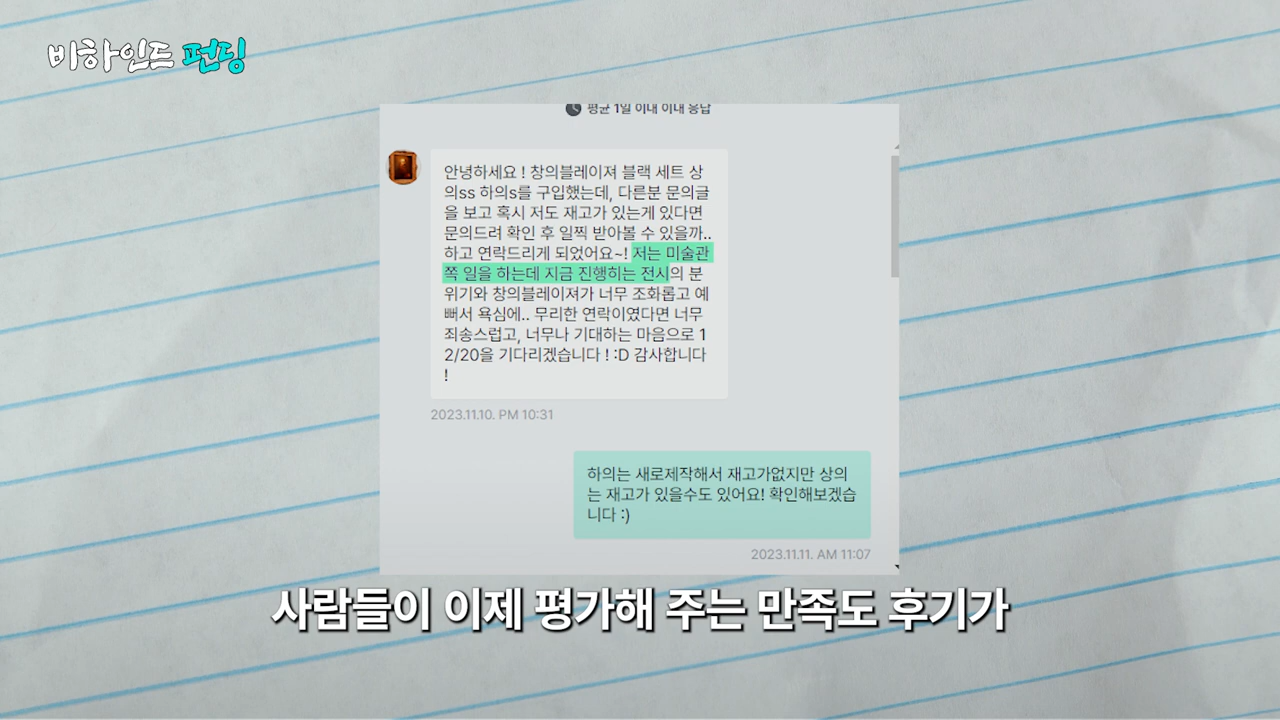 비하인드 펀딩
평균 1일 이내 이내 응답
안녕하세요 ! 창의블레이져 블랙 세트 상
의ss 하의s를 구입했는데, 다른분 문의글
을 보고 혹시 저도 재고가 있는게 있다면
문의드려 확인 후 일찍 받아볼 수 있을까..
하고 연락드리게 되었어요~! 저는 미술관
쪽 일을 하는데 지금 진행히는 전시의 분
위기와 창의블레이져가 너무 조화롭고 예
뻐서 욕심에.. 무리한 연락이였다면 너무
죄송스럽고, 너무나 기대하는 마음으로 1
2/20을 기다리겠습니다 ! :D 감사합니다
!
2023.11.10. PM 10:31
하의는 새로제작해서 재고가없지만 상의
는 재고가 있을수도 있어요! 확인해보겠습
니다 :)
2023.11.11. AM 11:07
사람들이 이제 평가해 주는 만족도 후기가